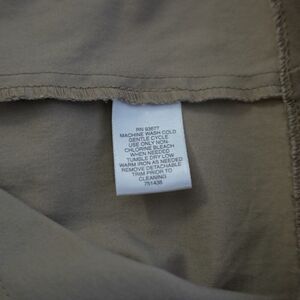 RN 93677
MACHINE WASH COLD
GENTLE CYCLE
USE ONLY NON-
CHLORINE BLEACH
WHEN NEEDED
TUMBLE DRY LOW
WARM IRON AS NEEDED
REMOVE DETACHABLE
TRIM PRIOR TO
CLEANING
751436